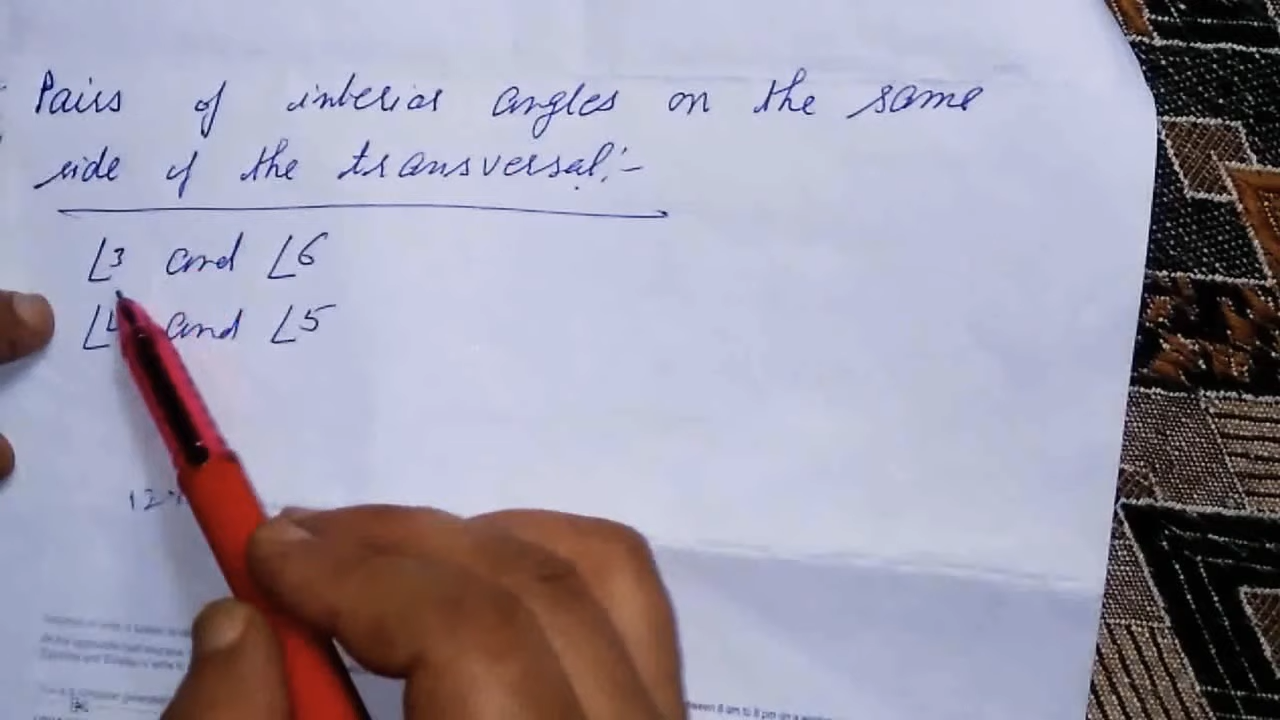 Pairs of interior angles on the same
side of the transversal:-
∠3 and ∠6
∠4 and ∠5